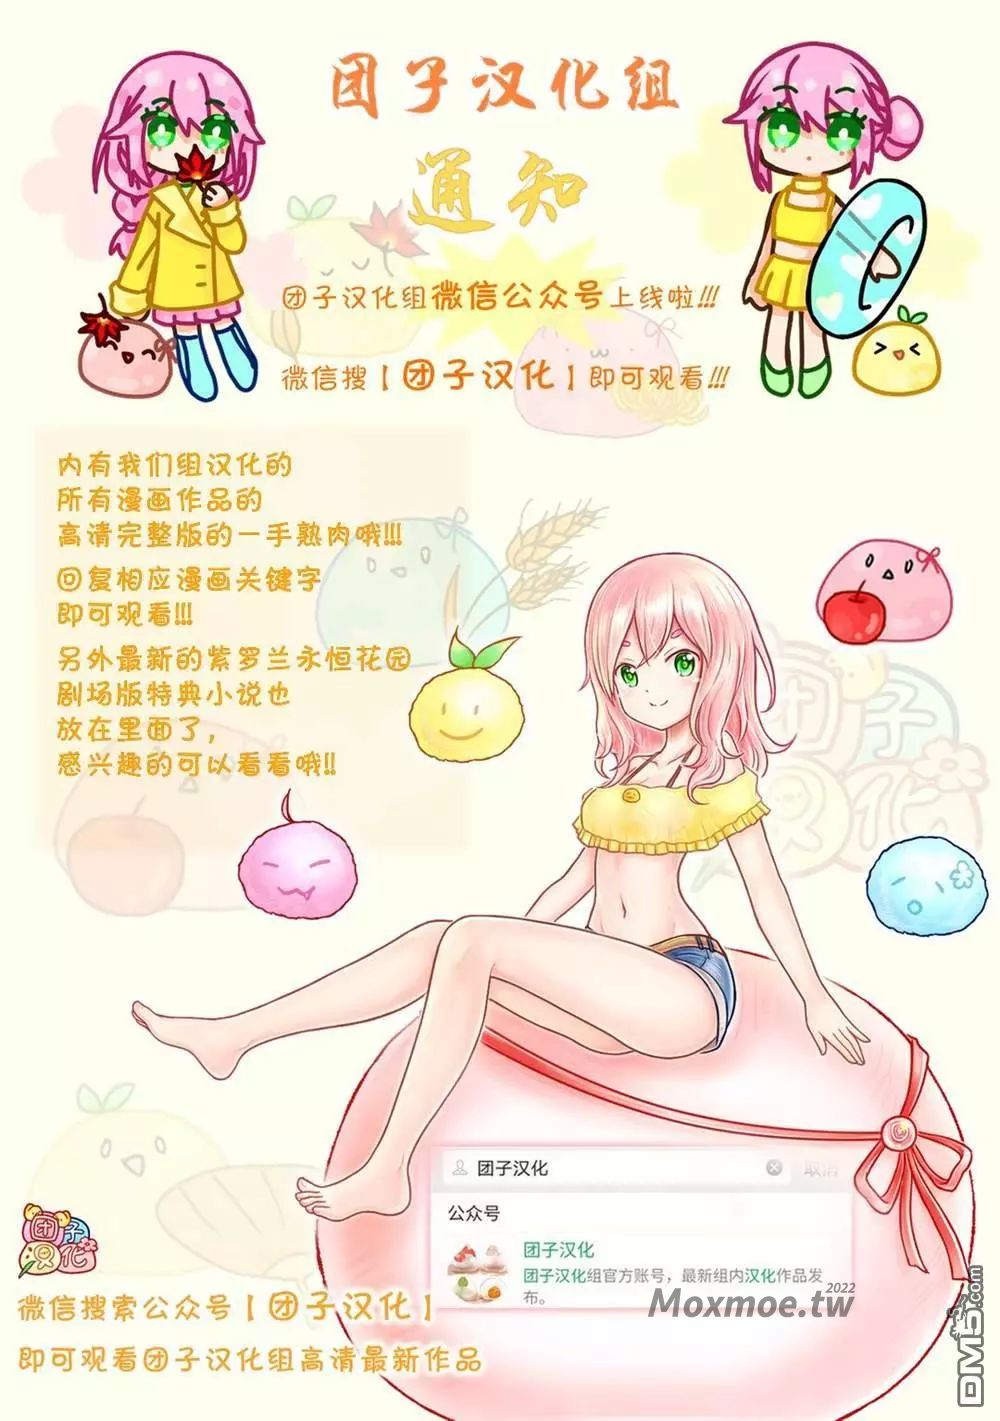 团子汉化组
通知
团子汉化组微信公众号上线啦!!!
微信搜【团子汉化】即可观看!!!
内有我们组汉化的
所有漫画作品的
高清完整版的一手熟肉哦!!!
回复相应漫画关键字
即可观看!!!
另外最新的紫罗兰永恒花园
剧场版特典小说也
放在里面了，
感兴趣的可以看看哦!!
团子汉化
团子汉化
取消
公众号
团子汉化
团子汉化组官方账号，最新组内汉化作品发
布。
团子汉化
微信搜索公众号【团子汉化】
即可观看团子汉化组高清最新作品
Moxmoe.tw 2022
DM5.com